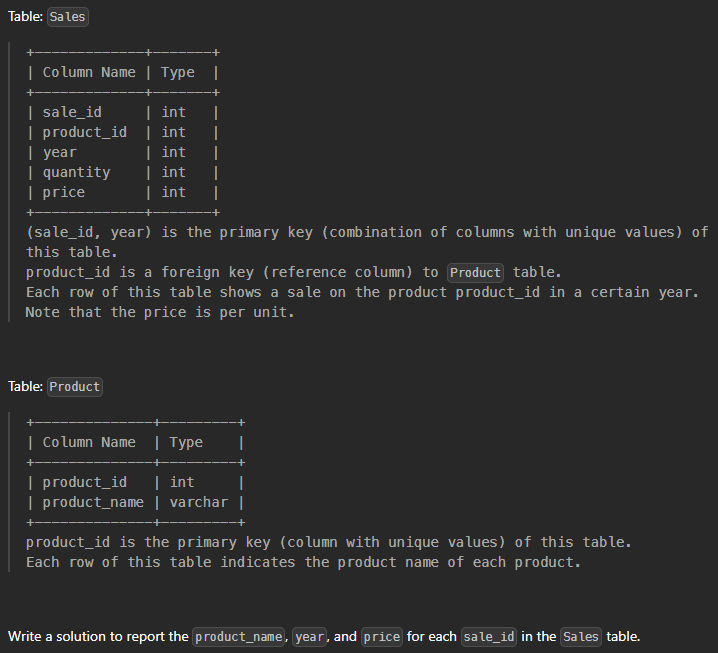 Table: Sales
+-------------+-------+
| Column Name | Type  |
+-------------+-------+
| sale_id     | int   |
| product_id  | int   |
| year        | int   |
| quantity    | int   |
| price       | int   |
+-------------+-------+
(sale_id, year) is the primary key (combination of columns with unique values) of
this table.
product_id is a foreign key (reference column) to Product table.
Each row of this table shows a sale on the product product_id in a certain year.
Note that the price is per unit.
Table: Product
+--------------+---------+
| Column Name  | Type    |
+--------------+---------+
| product_id   | int     |
| product_name | varchar |
+--------------+---------+
product_id is the primary key (column with unique values) of this table.
Each row of this table indicates the product name of each product.
Write a solution to report the product_name, year, and price for each sale_id in the Sales table.